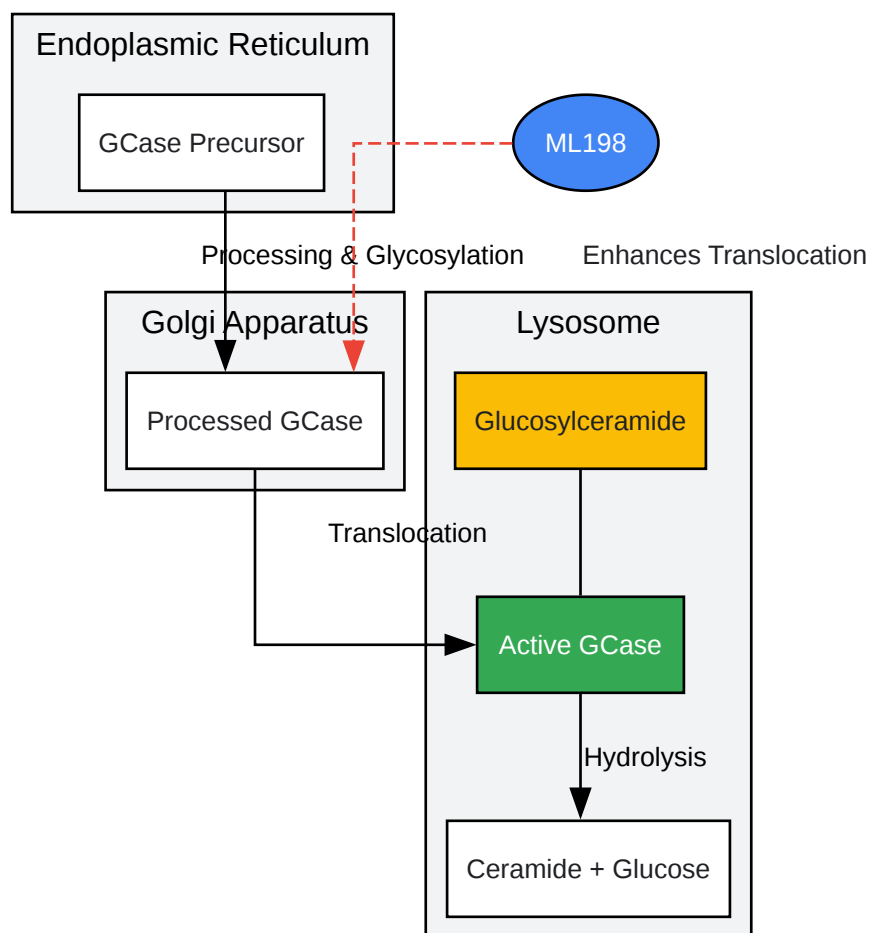 Endoplasmic Reticulum
GCase Precursor
ML198
Processing & Glycosylation
Enhances Translocation
Golgi Apparatus
Lysosome
Processed GCase
Glucosylceramide
Translocation
Active GCase
Hydrolysis
Ceramide + Glucose